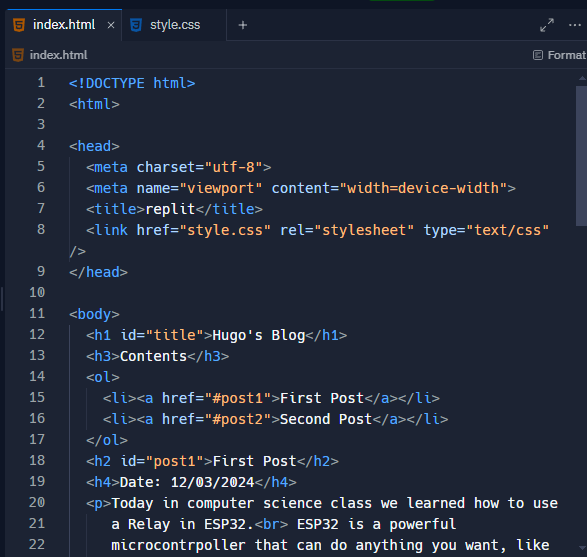 index.html × style.css +
index.html Format
1 <!DOCTYPE html>
2 <html>
3
4 <head>
5 <meta charset="utf-8">
6 <meta name="viewport" content="width=device-width">
7 <title>replit</title>
8 <link href="style.css" rel="stylesheet" type="text/css"
/>
9 </head>
10
11 <body>
12 <h1 id="title">Hugo's Blog</h1>
13 <h3>Contents</h3>
14 <ol>
15 <li><a href="#post1">First Post</a></li>
16 <li><a href="#post2">Second Post</a></li>
17 </ol>
18 <h2 id="post1">First Post</h2>
19 <h4>Date: 12/03/2024</h4>
20 <p>Today in computer science class we learned how to use
21 a Relay in ESP32.<br> ESP32 is a powerful
22 microcontrpoller that can do anything you want, like